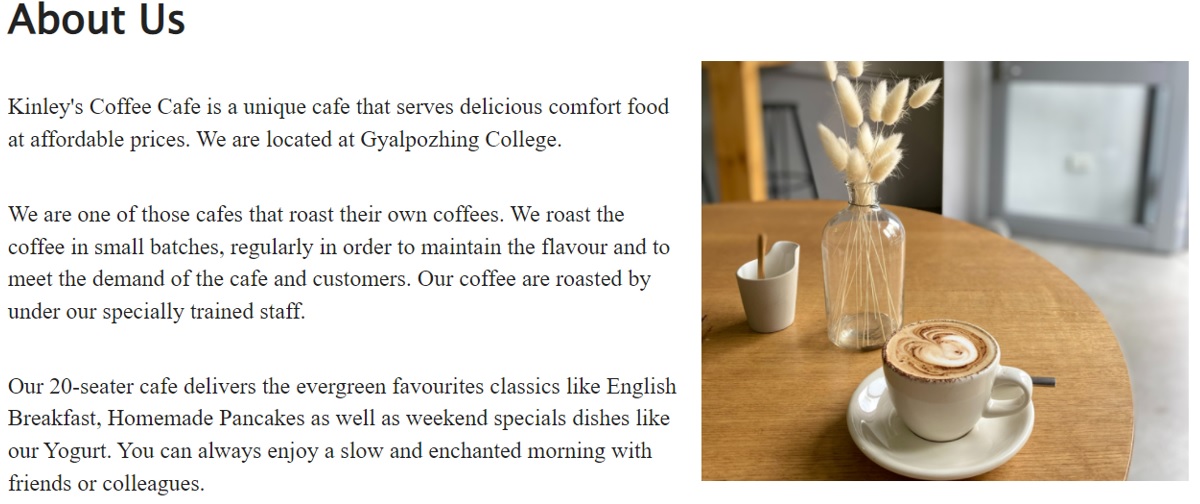 About Us
Kinley's Coffee Cafe is a unique cafe that serves delicious comfort food
at affordable prices. We are located at Gyalpozhing College.
We are one of those cafes that roast their own coffees. We roast the
coffee in small batches, regularly in order to maintain the flavour and to
meet the demand of the cafe and customers. Our coffee are roasted by
under our specially trained staff.
Our 20-seater cafe delivers the evergreen favourites classics like English
Breakfast, Homemade Pancakes as well as weekend specials dishes like
our Yogurt. You can always enjoy a slow and enchanted morning with
friends or colleagues.